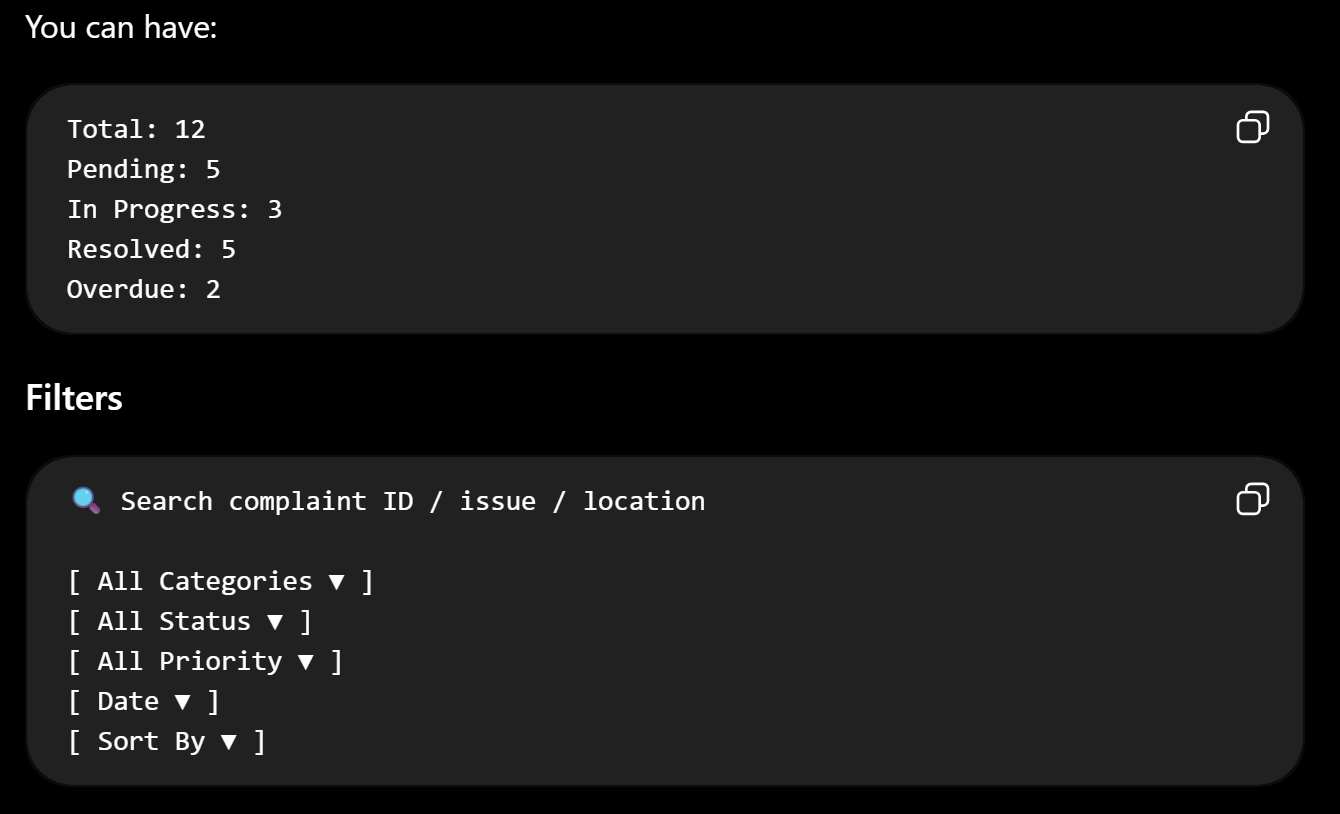 You can have:
Total: 12
Pending: 5
In Progress: 3
Resolved: 5
Overdue: 2
Filters
🔍 Search complaint ID / issue / location
[ All Categories ▼ ]
[ All Status ▼ ]
[ All Priority ▼ ]
[ Date ▼ ]
[ Sort By ▼ ]